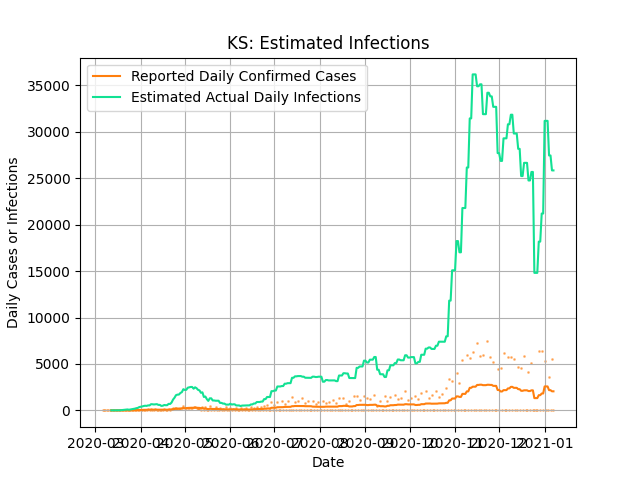 KS: Estimated Infections
Reported Daily Confirmed Cases
Estimated Actual Daily Infections
Daily Cases or Infections
35000
30000
25000
20000
15000
10000
5000
0
2020-03 2020-04 2020-05 2020-06 2020-07 2020-08 2020-09 2020-10 2020-11 2020-12 2021-01
Date